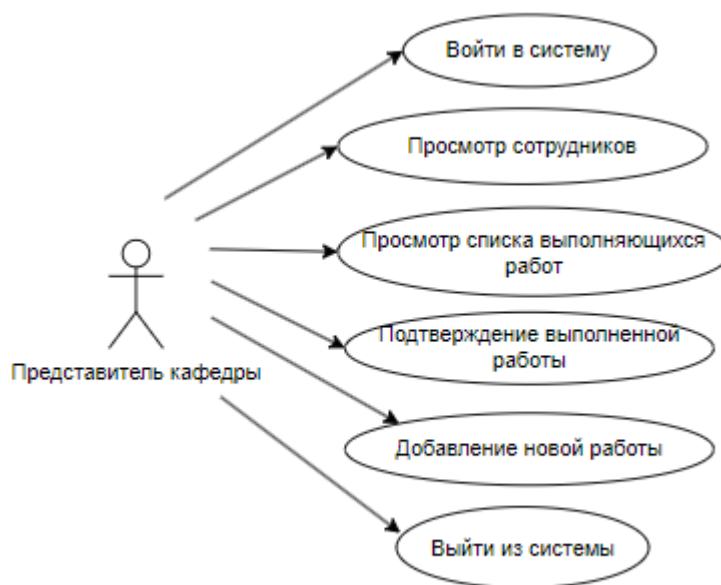 Войти в систему
Просмотр сотрудников
Просмотр списка выполняющихся
работ
Подтверждение выполненной
работы
Представитель кафедры
Добавление новой работы
Выйти из системы